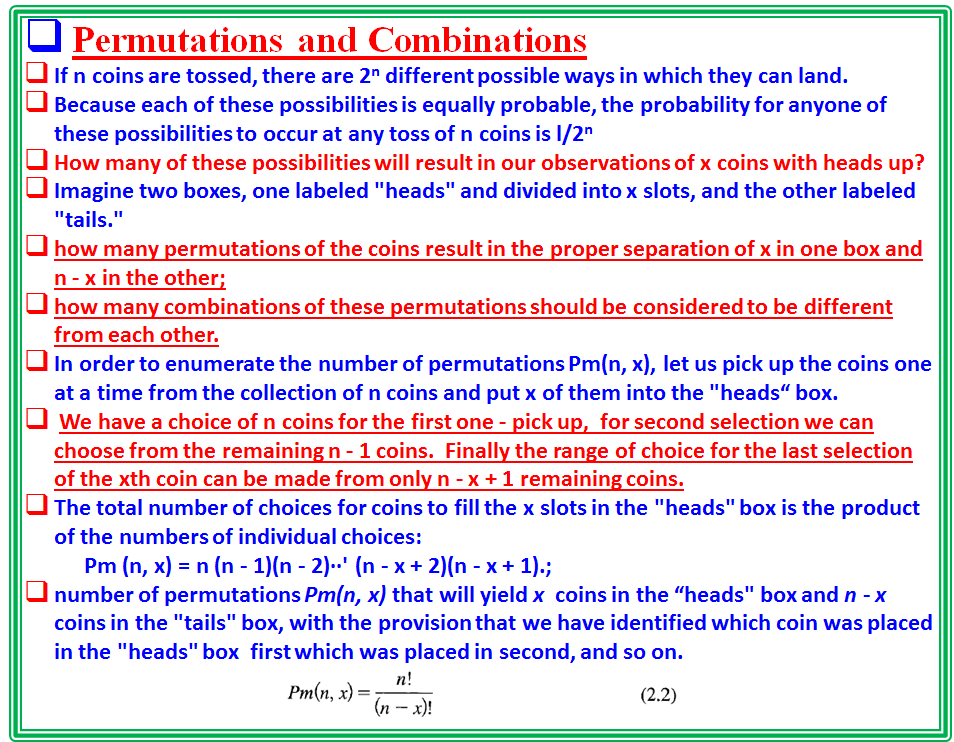 Permutations and Combinations
If n coins are tossed, there are 2ⁿ different possible ways in which they can land.
Because each of these possibilities is equally probable, the probability for anyone of
these possibilities to occur at any toss of n coins is l/2ⁿ
How many of these possibilities will result in our observations of x coins with heads up?
Imagine two boxes, one labeled "heads" and divided into x slots, and the other labeled
"tails."
how many permutations of the coins result in the proper separation of x in one box and
n - x in the other;
how many combinations of these permutations should be considered to be different
from each other.
In order to enumerate the number of permutations Pm(n, x), let us pick up the coins one
at a time from the collection of n coins and put x of them into the "heads“ box.
We have a choice of n coins for the first one - pick up, for second selection we can
choose from the remaining n - 1 coins. Finally the range of choice for the last selection
of the xth coin can be made from only n - x + 1 remaining coins.
The total number of choices for coins to fill the x slots in the "heads" box is the product
of the numbers of individual choices:
Pm (n, x) = n (n - 1)(n - 2)··' (n - x + 2)(n - x + 1).;
number of permutations Pm(n, x) that will yield x coins in the “heads" box and n - x
coins in the "tails" box, with the provision that we have identified which coin was placed
in the "heads" box first which was placed in second, and so on.
Pm(n, x) = n! / (n − x)! (2.2)